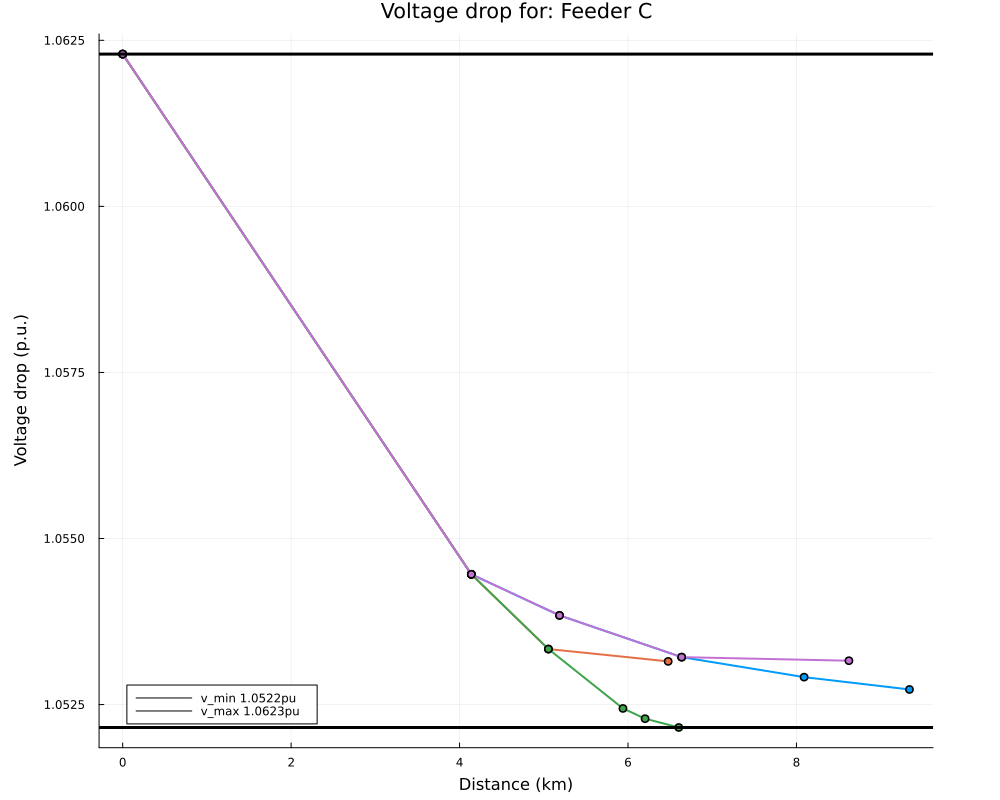 Voltage drop for: Feeder C
Voltage drop (p.u.)
1.0625
1.0600
1.0575
1.0550
1.0525
v_min 1.0522pu
v_max 1.0623pu
0 2 4 6 8
Distance (km)